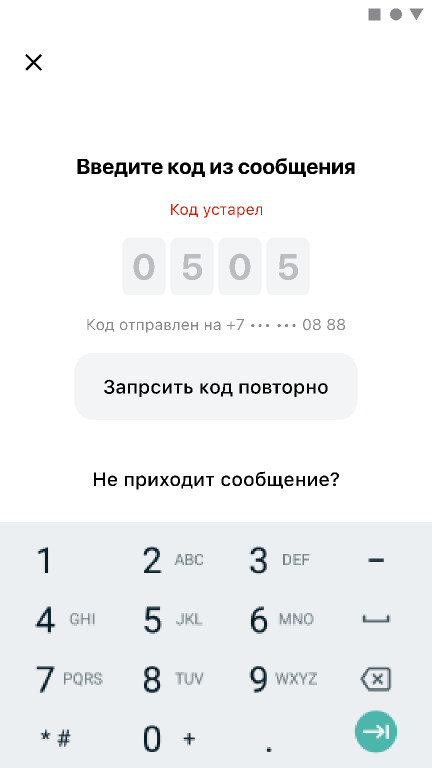 Введите код из сообщения
Код устарел
0 5 0 5
Код отправлен на +7 ••• ••• 08 88
Запрсить код повторно
Не приходит сообщение?
1 2 ABC 3 DEF –
4 GHI 5 JKL 6 MNO
7 PQRS 8 TUV 9 WXYZ
* # 0 + .